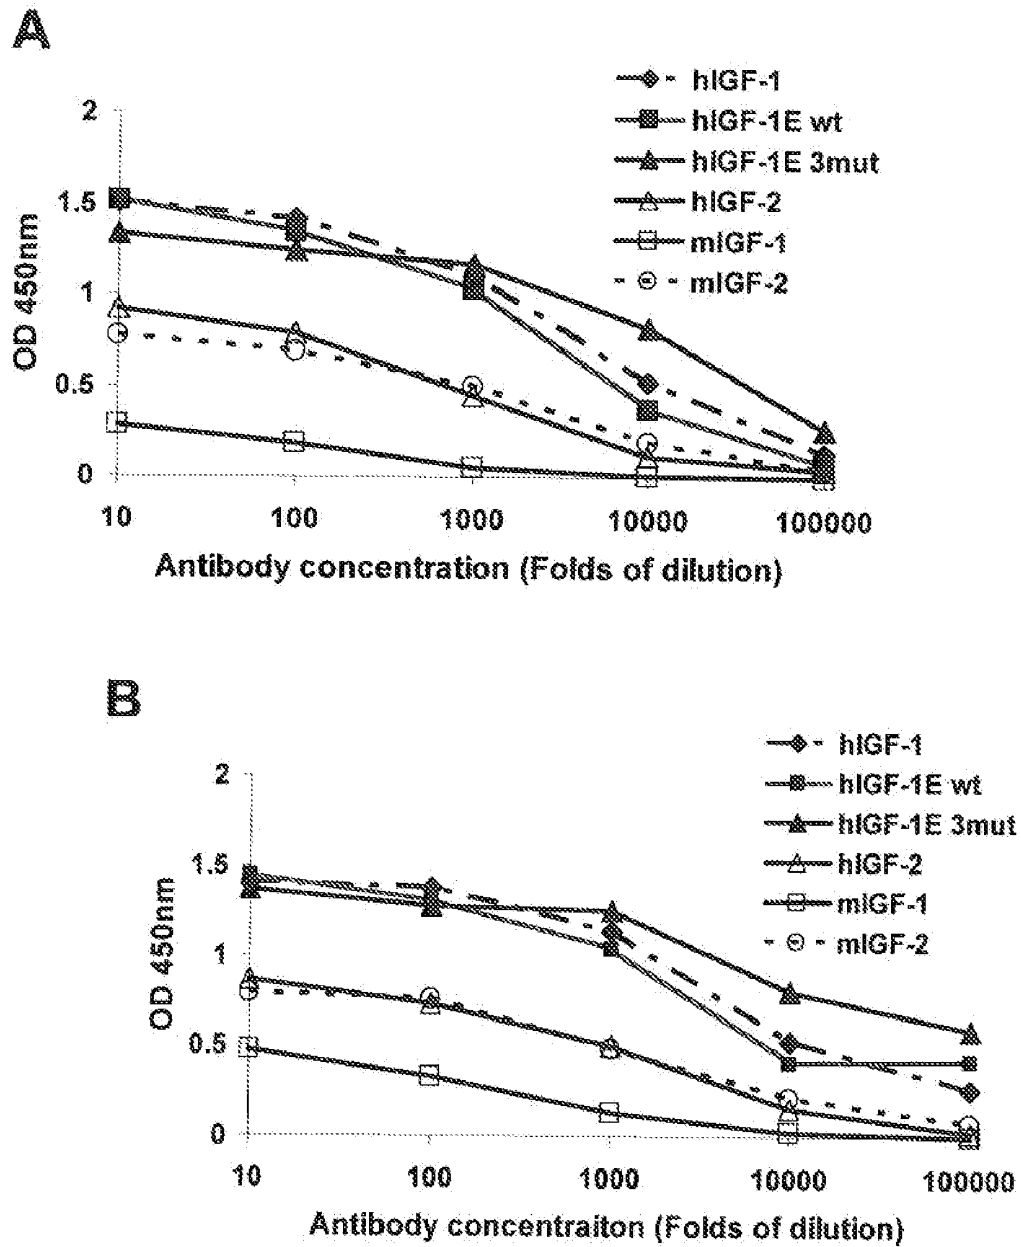 A
hIGF-1
hIGF-1E wt
hIGF-1E 3mut
hIGF-2
mIGF-1
mIGF-2
2
1.5
1
0.5
0
OD 450nm
10 100 1000 10000 100000
Antibody concentration (Folds of dilution)
B
hIGF-1
hIGF-1E wt
hIGF-1E 3mut
hIGF-2
mIGF-1
mIGF-2
2
1.5
1
0.5
0
OD 450nm
10 100 1000 10000 100000
Antibody concentraiton (Folds of dilution)